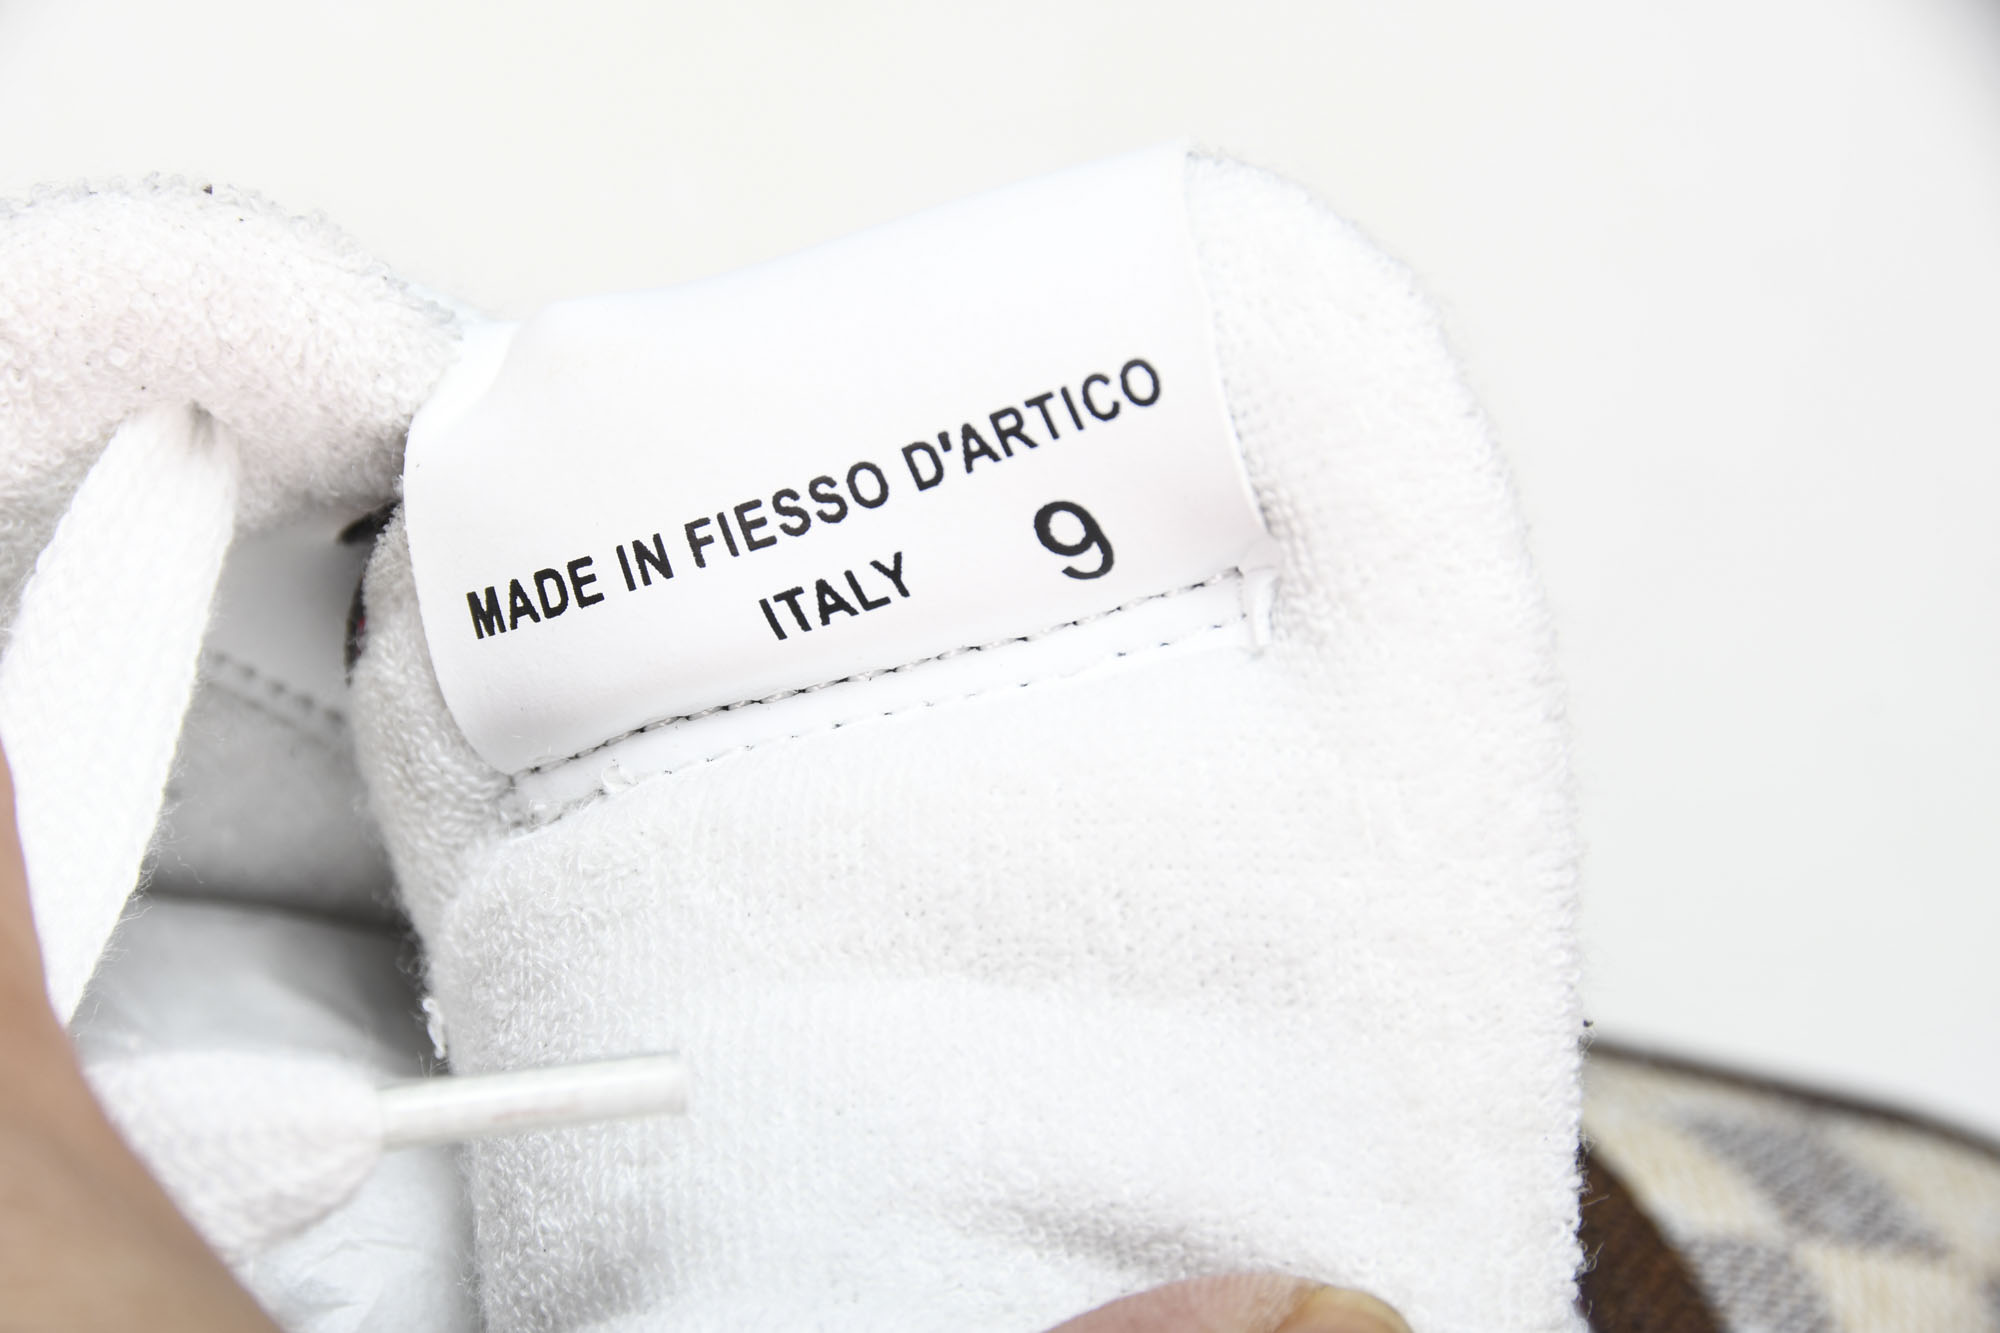 MADE IN FIESSO D'ARTICO
ITALY 9